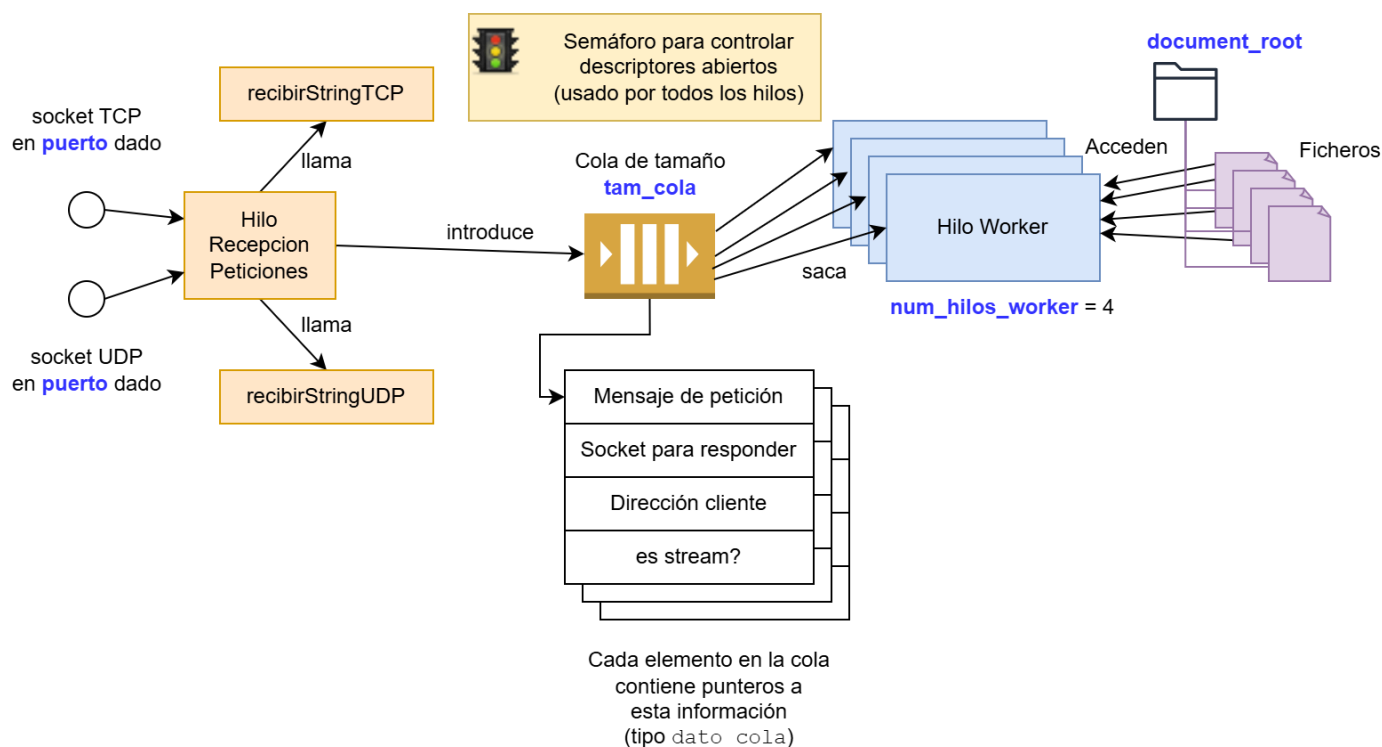 Semáforo para controlar
descriptores abiertos
(usado por todos los hilos)
document_root
recibirStringTCP
socket TCP
en puerto dado
llama
Cola de tamaño
tam_cola
Acceden
Ficheros
Hilo
Recepcion
Peticiones
introduce
Hilo Worker
saca
num_hilos_worker = 4
llama
socket UDP
en puerto dado
recibirStringUDP
Mensaje de petición
Socket para responder
Dirección cliente
es stream?
Cada elemento en la cola
contiene punteros a
esta información
(tipo dato cola)